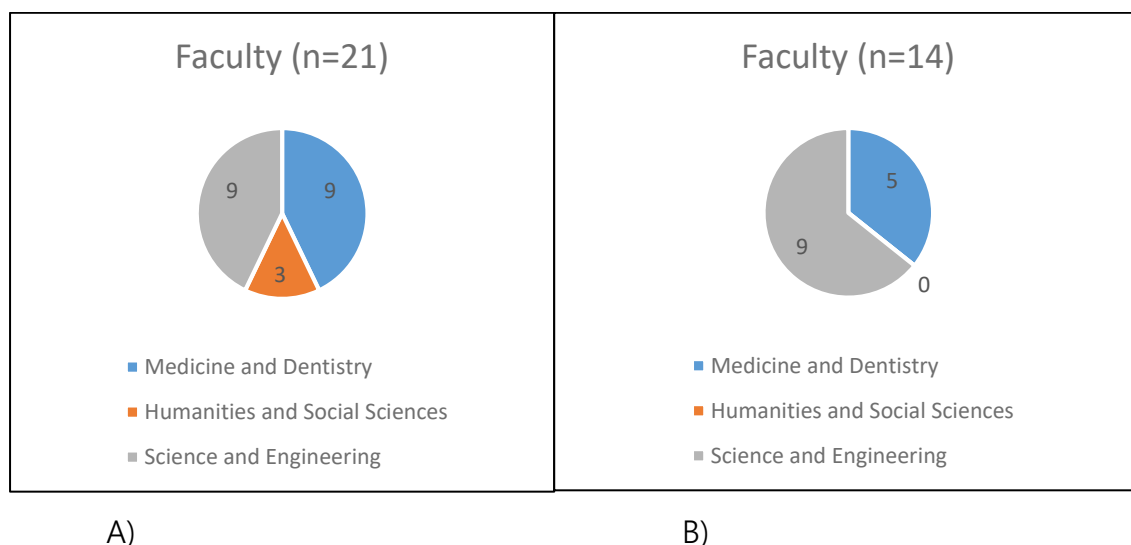 Faculty (n=21)
9
9
3
Medicine and Dentistry
Humanities and Social Sciences
Science and Engineering
A)
Faculty (n=14)
5
9
0
Medicine and Dentistry
Humanities and Social Sciences
Science and Engineering
B)